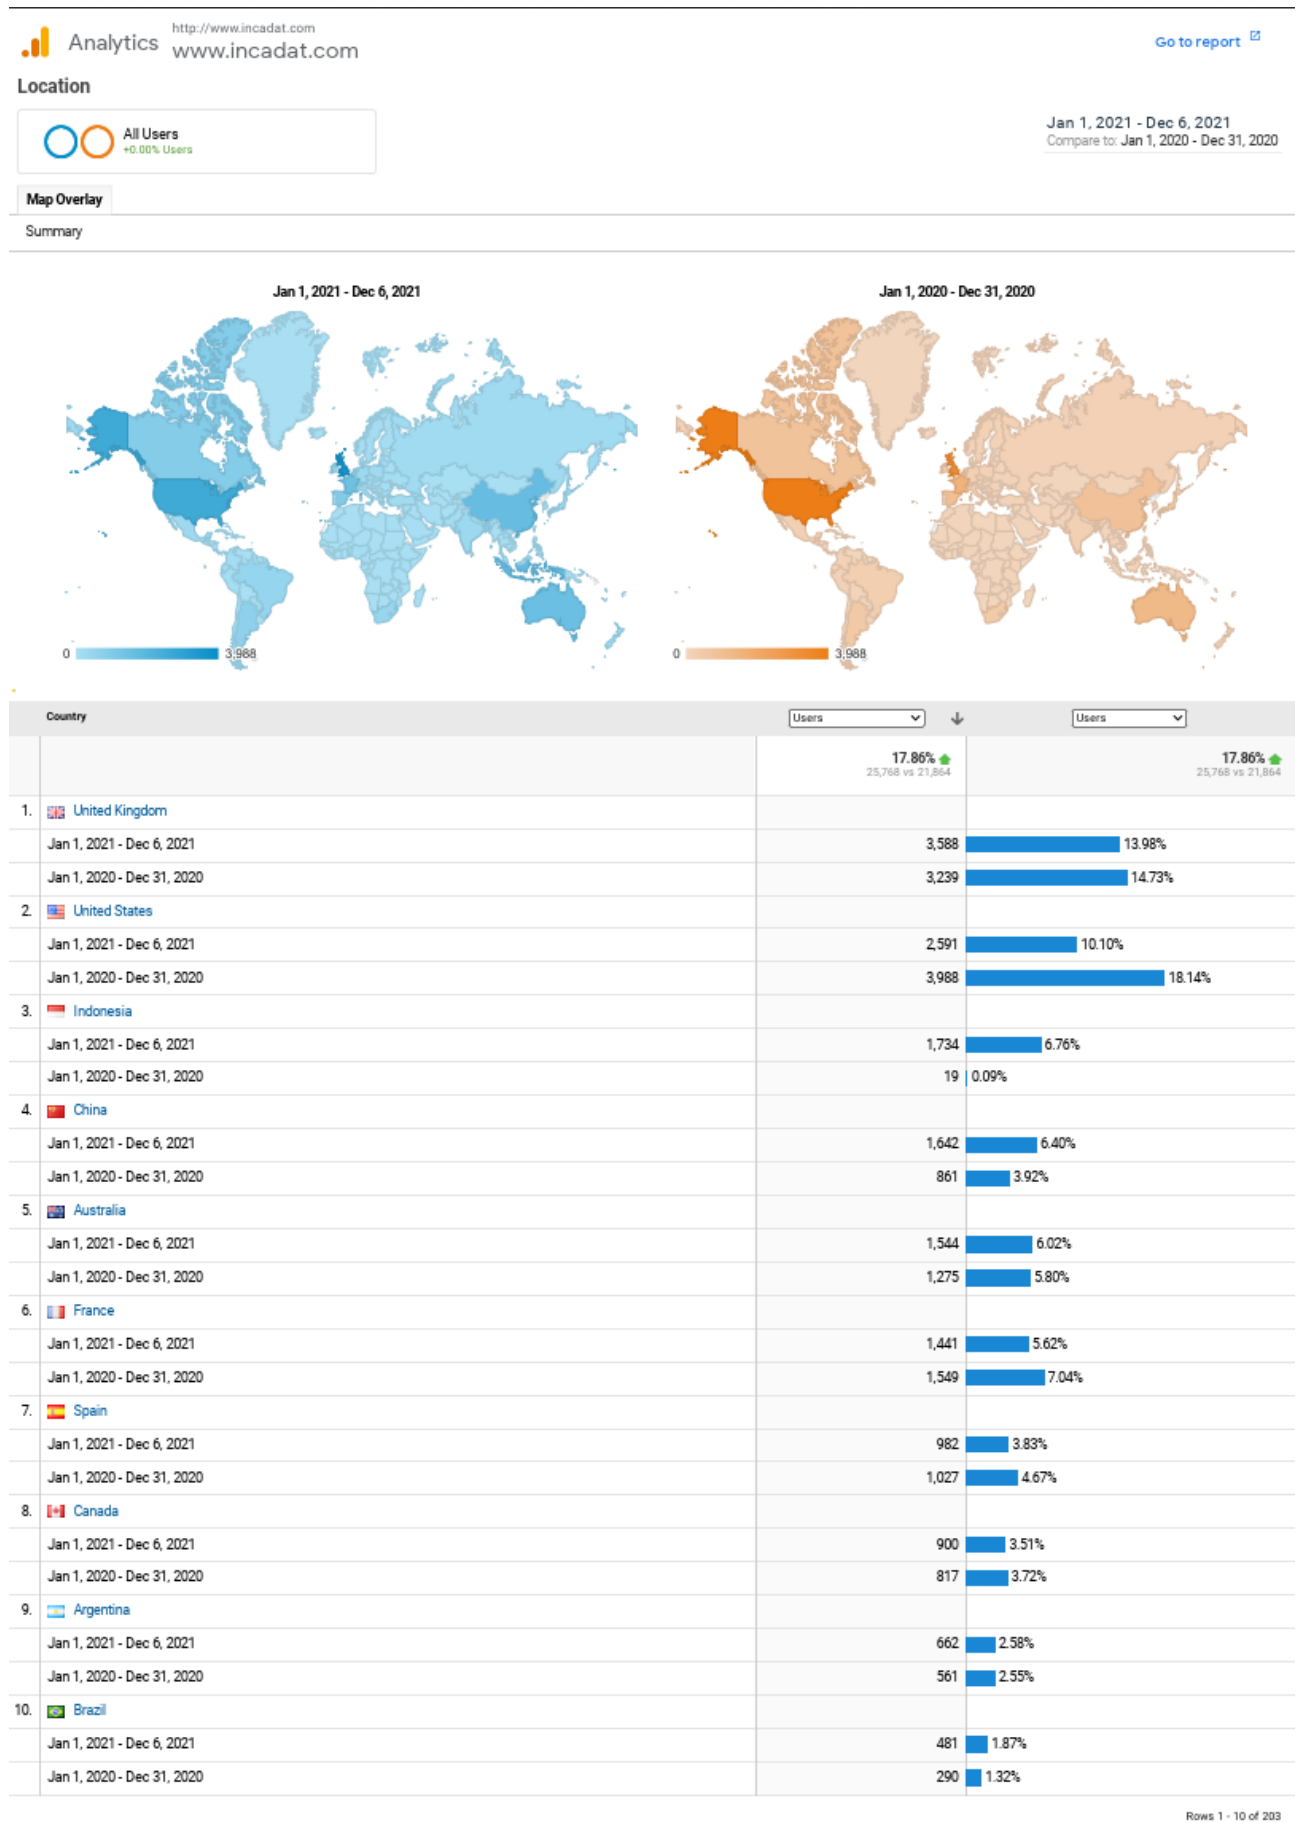 Analytics
http://www.incadat.com
www.incadat.com
Go to report
Location
All Users
+0.00% Users
Jan 1, 2021 - Dec 6, 2021
Compare to: Jan 1, 2020 - Dec 31, 2020
Map Overlay
Summary
Jan 1, 2021 - Dec 6, 2021
Jan 1, 2020 - Dec 31, 2020
0 3,988
0 3,988
Country Users Users
17.86% 17.86%
25,768 vs 21,864 25,768 vs 21,864
1. United Kingdom
Jan 1, 2021 - Dec 6, 2021 3,588 13.98%
Jan 1, 2020 - Dec 31, 2020 3,239 14.73%
2. United States
Jan 1, 2021 - Dec 6, 2021 2,591 10.10%
Jan 1, 2020 - Dec 31, 2020 3,988 18.14%
3. Indonesia
Jan 1, 2021 - Dec 6, 2021 1,734 6.76%
Jan 1, 2020 - Dec 31, 2020 19 0.09%
4. China
Jan 1, 2021 - Dec 6, 2021 1,642 6.40%
Jan 1, 2020 - Dec 31, 2020 861 3.92%
5. Australia
Jan 1, 2021 - Dec 6, 2021 1,544 6.02%
Jan 1, 2020 - Dec 31, 2020 1,275 5.80%
6. France
Jan 1, 2021 - Dec 6, 2021 1,441 5.62%
Jan 1, 2020 - Dec 31, 2020 1,549 7.04%
7. Spain
Jan 1, 2021 - Dec 6, 2021 982 3.83%
Jan 1, 2020 - Dec 31, 2020 1,027 4.67%
8. Canada
Jan 1, 2021 - Dec 6, 2021 900 3.51%
Jan 1, 2020 - Dec 31, 2020 817 3.72%
9. Argentina
Jan 1, 2021 - Dec 6, 2021 662 2.58%
Jan 1, 2020 - Dec 31, 2020 561 2.55%
10. Brazil
Jan 1, 2021 - Dec 6, 2021 481 1.87%
Jan 1, 2020 - Dec 31, 2020 290 1.32%
Rows 1 - 10 of 203